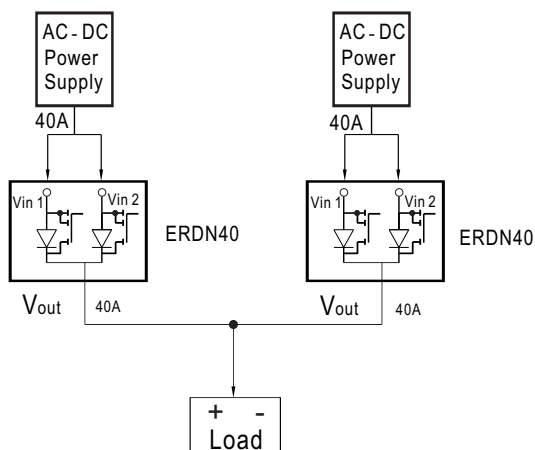 AC - DC
Power
Supply
AC - DC
Power
Supply
40A
40A
Vin 1
Vin 2
Vin 1
Vin 2
ERDN40
ERDN40
Vout
40A
Vout
40A
+ -
Load